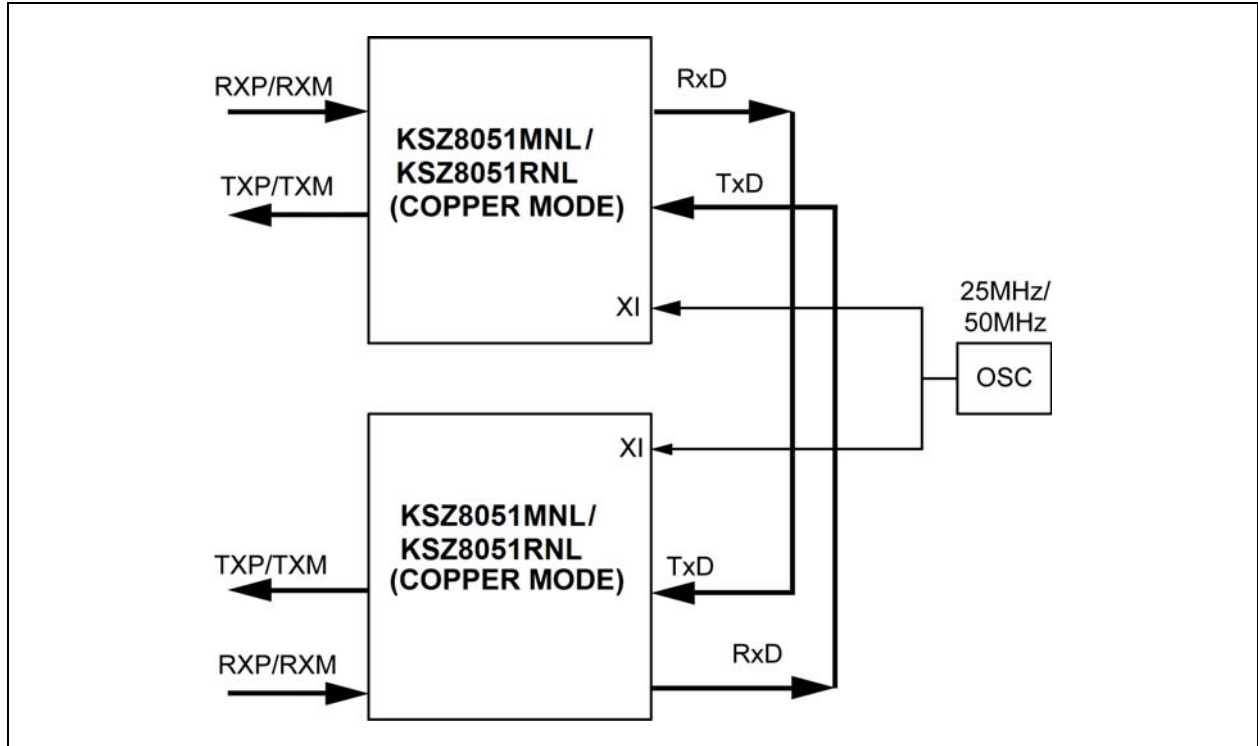 RXP/RXM
TXP/TXM
KSZ8051MNL/
KSZ8051RNL
(COPPER MODE)
RxD
TxD
XI
25MHz/
50MHz
OSC
XI
KSZ8051MNL/
KSZ8051RNL
(COPPER MODE)
TXP/TXM
RXP/RXM
TxD
RxD